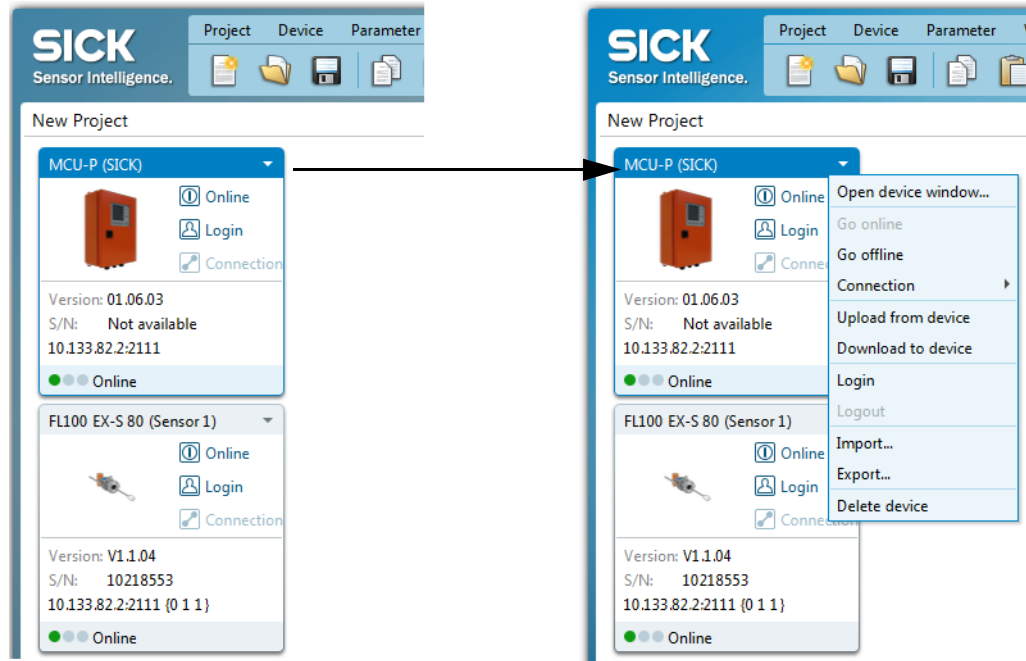 SICK
Sensor Intelligence.
Project Device Parameter
New Project
MCU-P (SICK)
Online
Login
Connection
Version: 01.06.03
S/N: Not available
10.133.82.2:2111
Online
FL100 EX-S 80 (Sensor 1)
Online
Login
Connection
Version: V1.1.04
S/N: 10218553
10.133.82.2:2111 {0 1 1}
Online
SICK
Sensor Intelligence.
Project Device Parameter
New Project
MCU-P (SICK)
Online
Login
Connec
Version: 01.06.03
S/N: Not available
10.133.82.2:2111
Online
Open device window...
Go online
Go offline
Connection
Upload from device
Download to device
Login
Logout
Import...
Export...
Delete device
FL100 EX-S 80 (Sensor 1)
Online
Login
Connection
Version: V1.1.04
S/N: 10218553
10.133.82.2:2111 {0 1 1}
Online